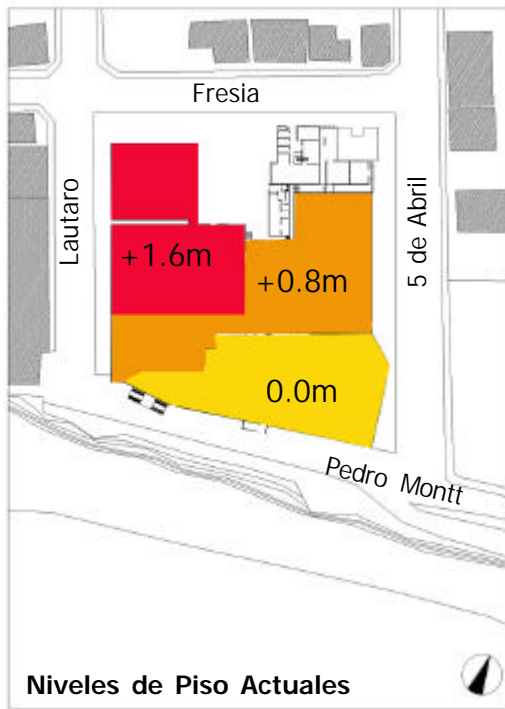 Fresia
Lautaro
5 de Abril
+1.6m
+0.8m
0.0m
Pedro Montt
Niveles de Piso Actuales